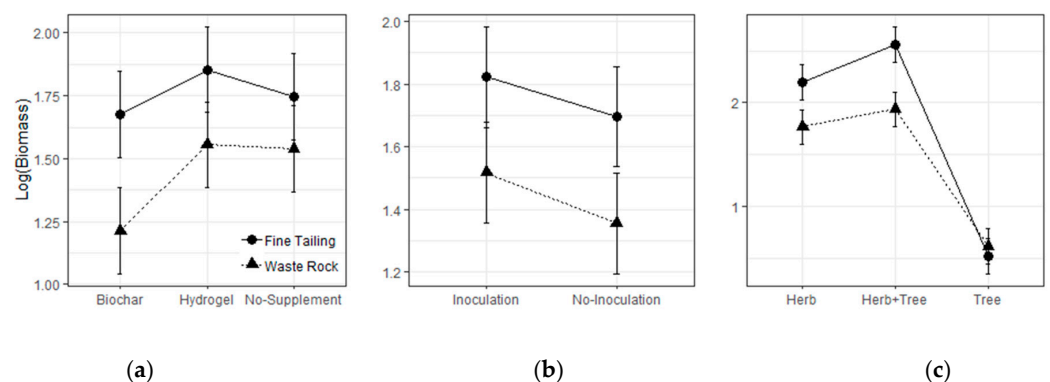 Log(Biomass)
2.00
1.75
1.50
1.25
1.00
Biochar Hydrogel No-Supplement
Fine Tailing
Waste Rock
(a)
2.0
1.8
1.6
1.4
1.2
Inoculation No-Inoculation
(b)
2
1
Herb Herb+Tree Tree
(c)